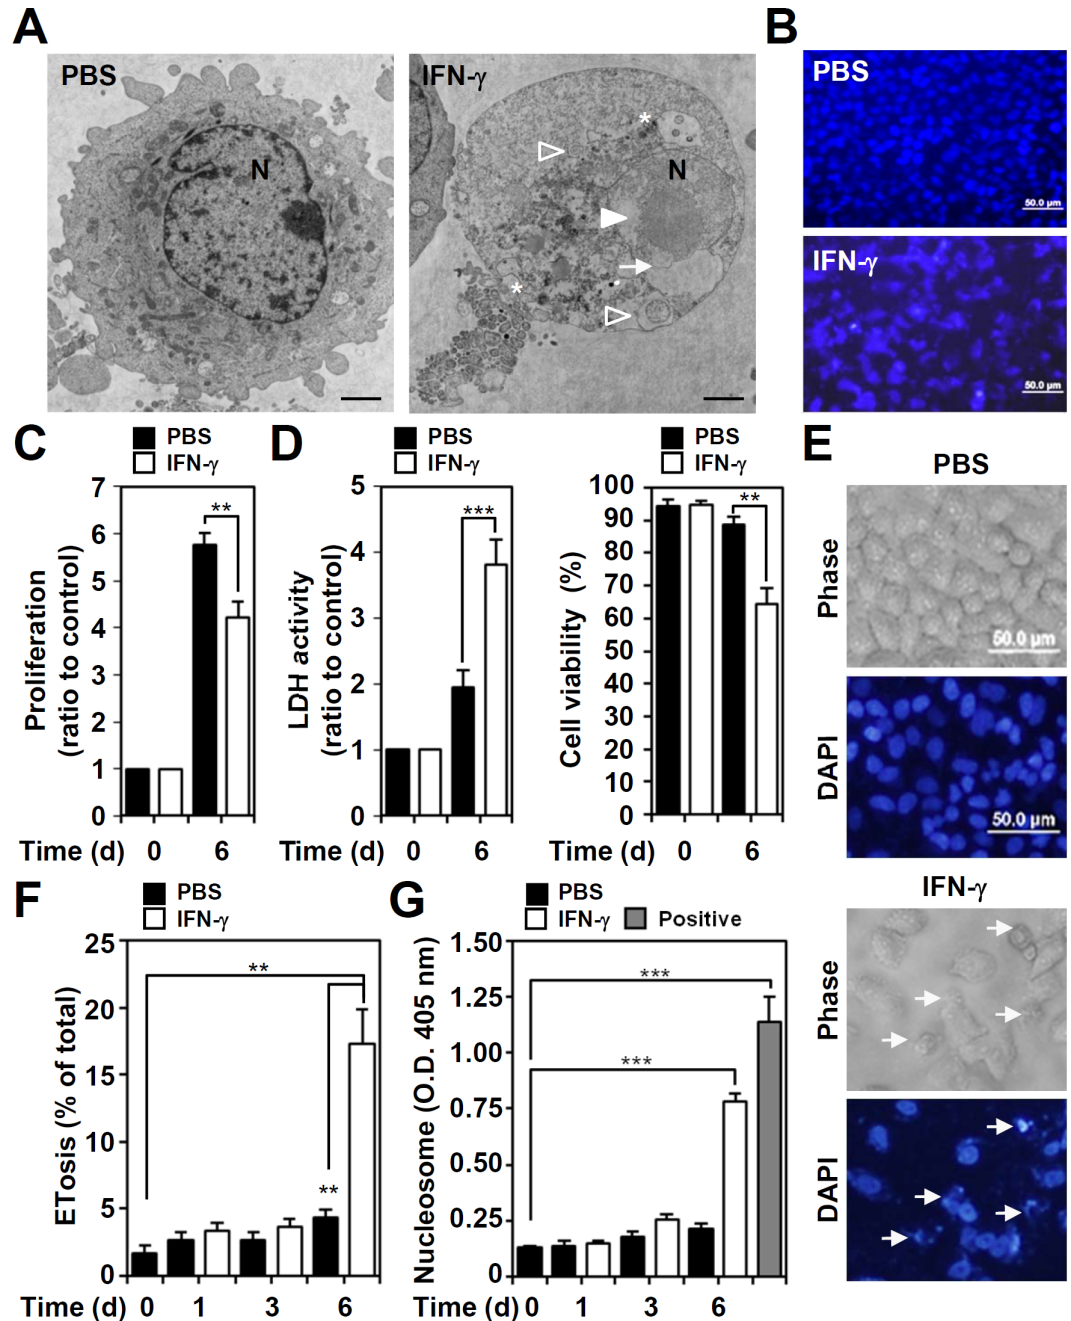 A
PBS
N
IFN-γ
*
N
*
B
PBS
50.0 µm
IFN-γ
50.0 µm
C
PBS
IFN-γ
Proliferation
(ratio to control)
7
6
5
4
3
2
1
0
**
Time (d) 0 6
D
PBS
IFN-γ
LDH activity
(ratio to control)
5
4
3
2
1
0
***
Time (d) 0 6
PBS
IFN-γ
Cell viability (%)
100
90
80
70
60
50
40
30
20
10
0
**
Time (d) 0 6
E
PBS
Phase
50.0 µm
DAPI
50.0 µm
IFN-γ
Phase
DAPI
F
PBS
IFN-γ
ETosis (% of total)
25
20
15
10
5
0
**
**
Time (d) 0 1 3 6
G
PBS
IFN-γ Positive
Nucleosome (O.D. 405 nm)
1.50
1.25
1.00
0.75
0.50
0.25
0
***
***
Time (d) 0 1 3 6